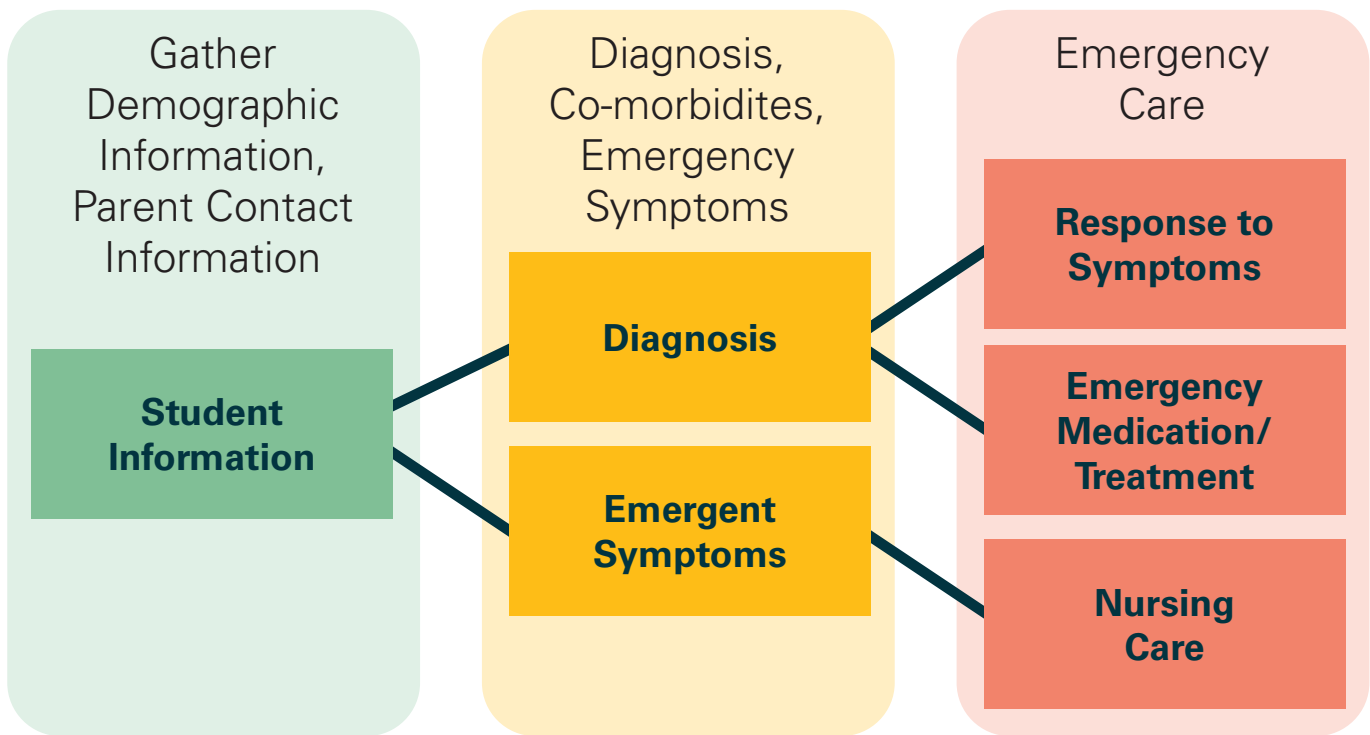 Gather
Demographic
Information,
Parent Contact
Information
Student
Information
Diagnosis,
Co-morbidites,
Emergency
Symptoms
Diagnosis
Emergent
Symptoms
Emergency
Care
Response to
Symptoms
Emergency
Medication/
Treatment
Nursing
Care